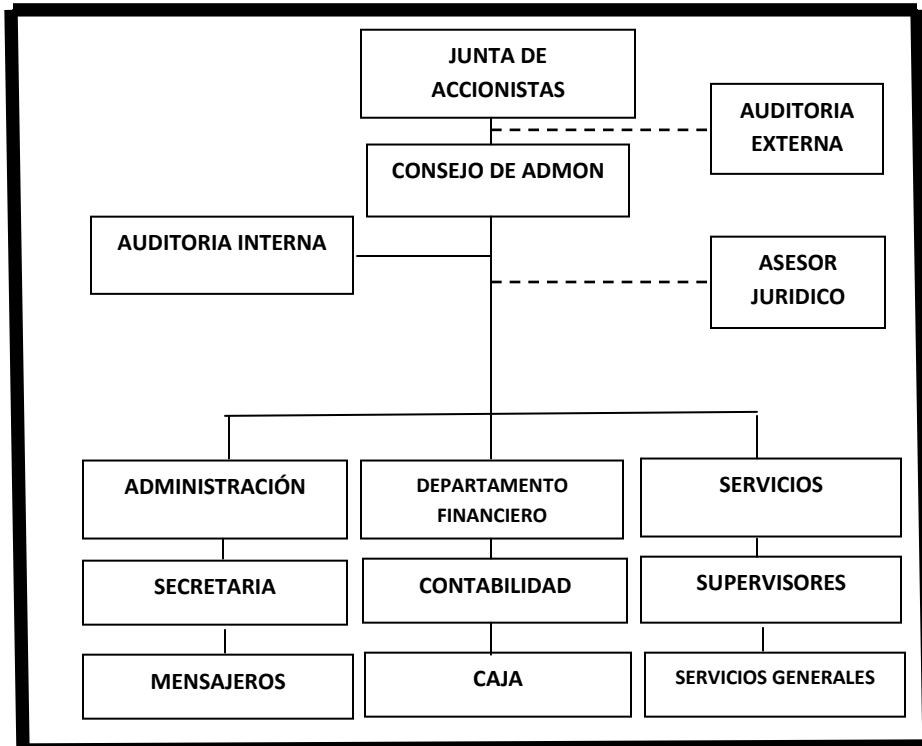 JUNTA DE
ACCIONISTAS
AUDITORIA
EXTERNA
CONSEJO DE ADMON
AUDITORIA INTERNA
ASESOR
JURIDICO
ADMINISTRACIÓN
DEPARTAMENTO
FINANCIERO
SERVICIOS
SECRETARIA
CONTABILIDAD
SUPERVISORES
MENSAJEROS
CAJA
SERVICIOS GENERALES